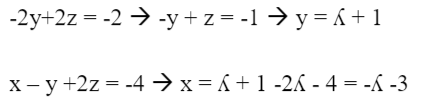 -2y+2z = -2 → -y + z = -1 → y = ʎ + 1
x – y +2z = -4 → x = ʎ + 1 -2ʎ - 4 = -ʎ -3